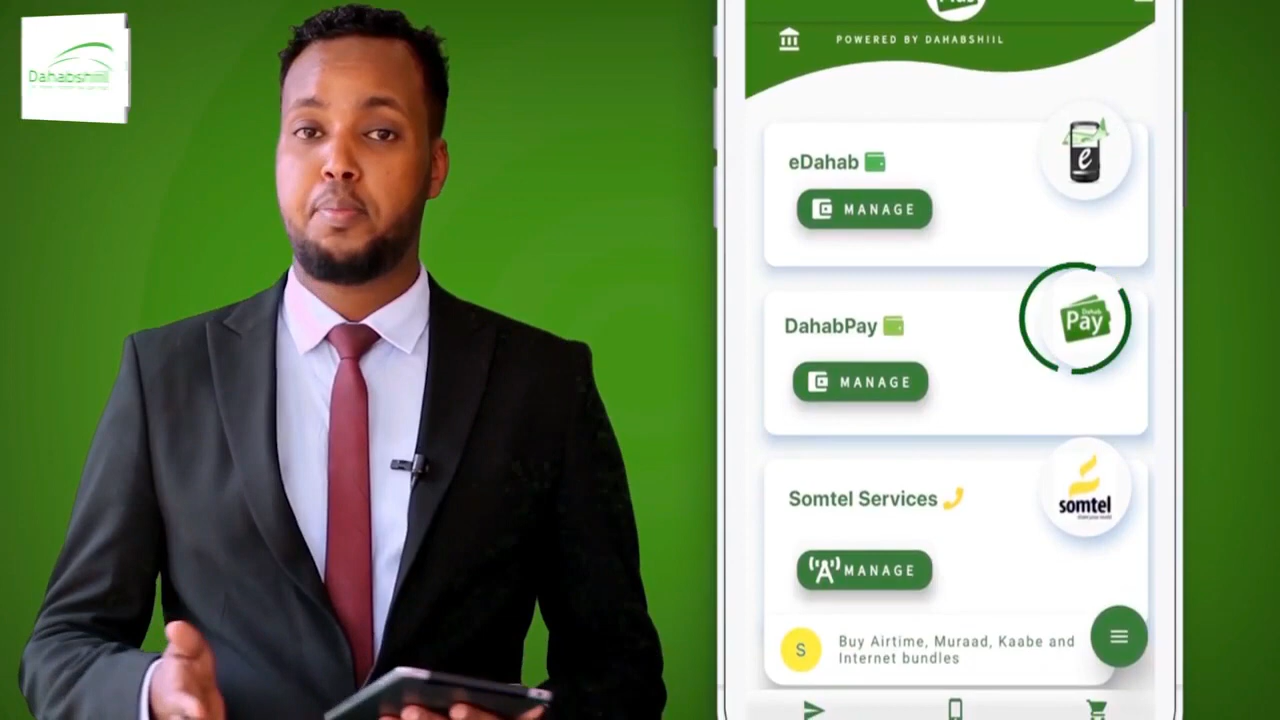 Dahabshiil
POWERED BY DAHABSHIIL
eDahab
e
MANAGE
DahabPay
Dahab
Pay
MANAGE
Somtel Services
somtel
MANAGE
S
Buy Airtime, Muraad, Kaabe and
Internet bundles